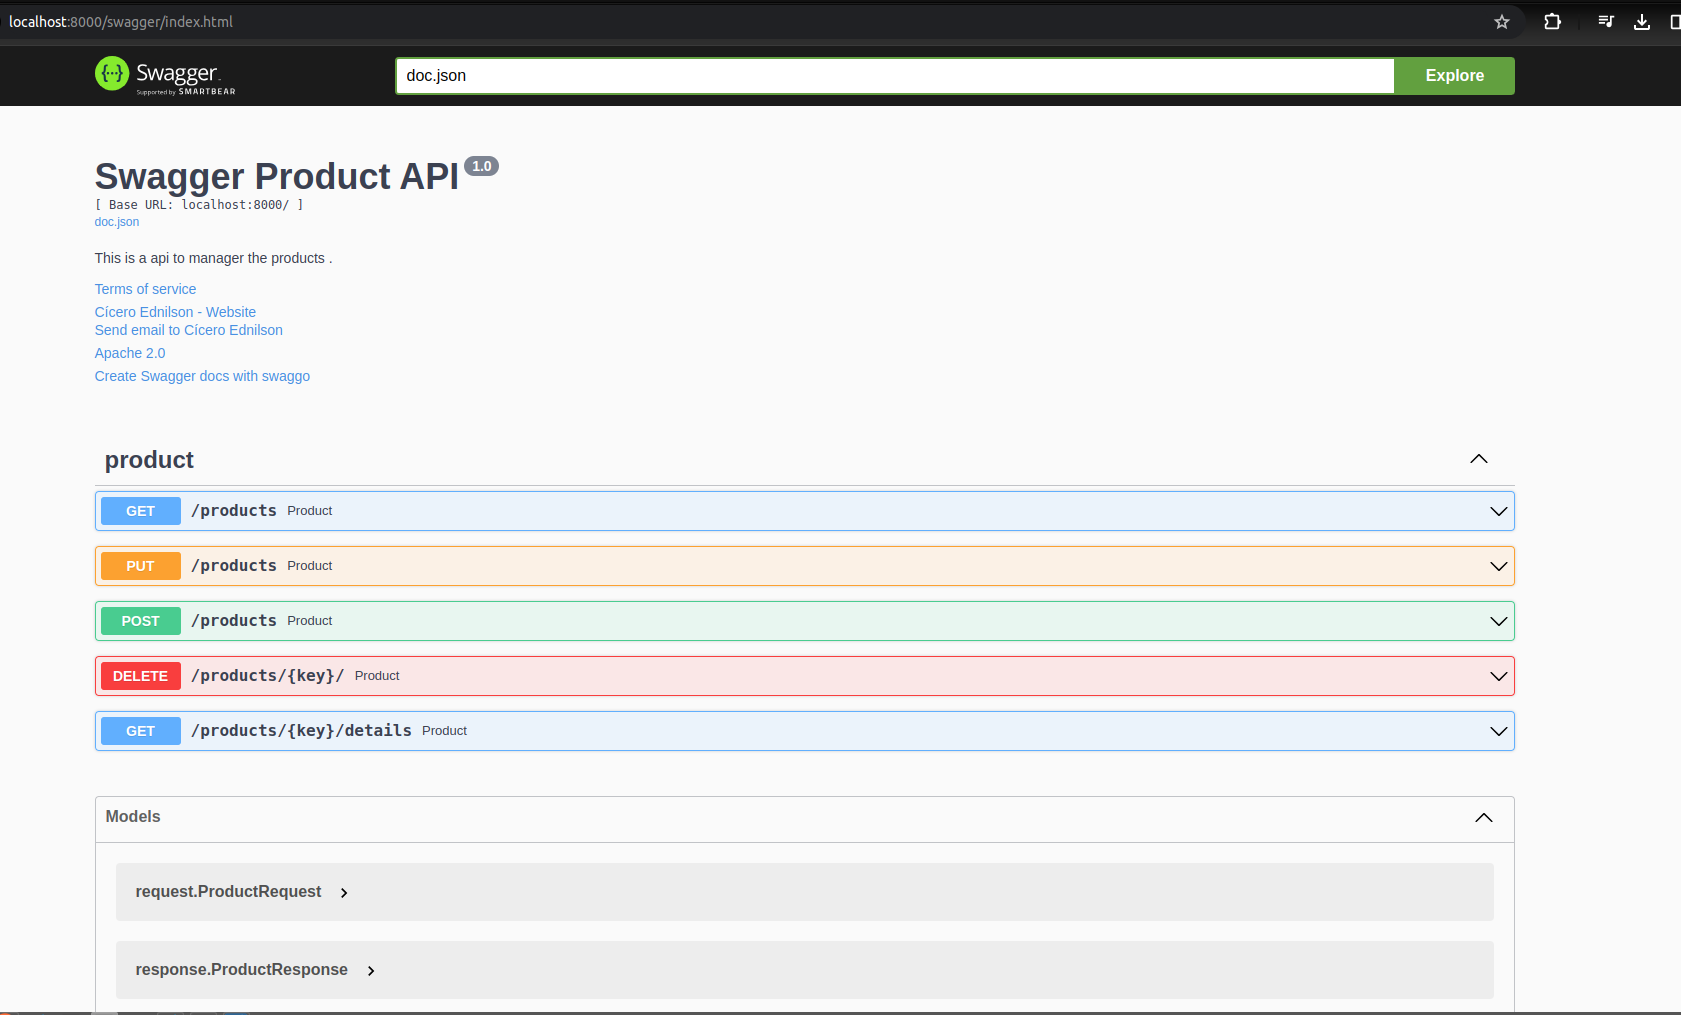 localhost:8000/swagger/index.html
{···} Swagger.
Supported by SMARTBEAR
doc.json
Explore
Swagger Product API 1.0
[ Base URL: localhost:8000/ ]
doc.json
This is a api to manager the products .
Terms of service
Cícero Ednilson - Website
Send email to Cícero Ednilson
Apache 2.0
Create Swagger docs with swaggo
product
GET /products Product
PUT /products Product
POST /products Product
DELETE /products/{key}/ Product
GET /products/{key}/details Product
Models
request.ProductRequest
response.ProductResponse